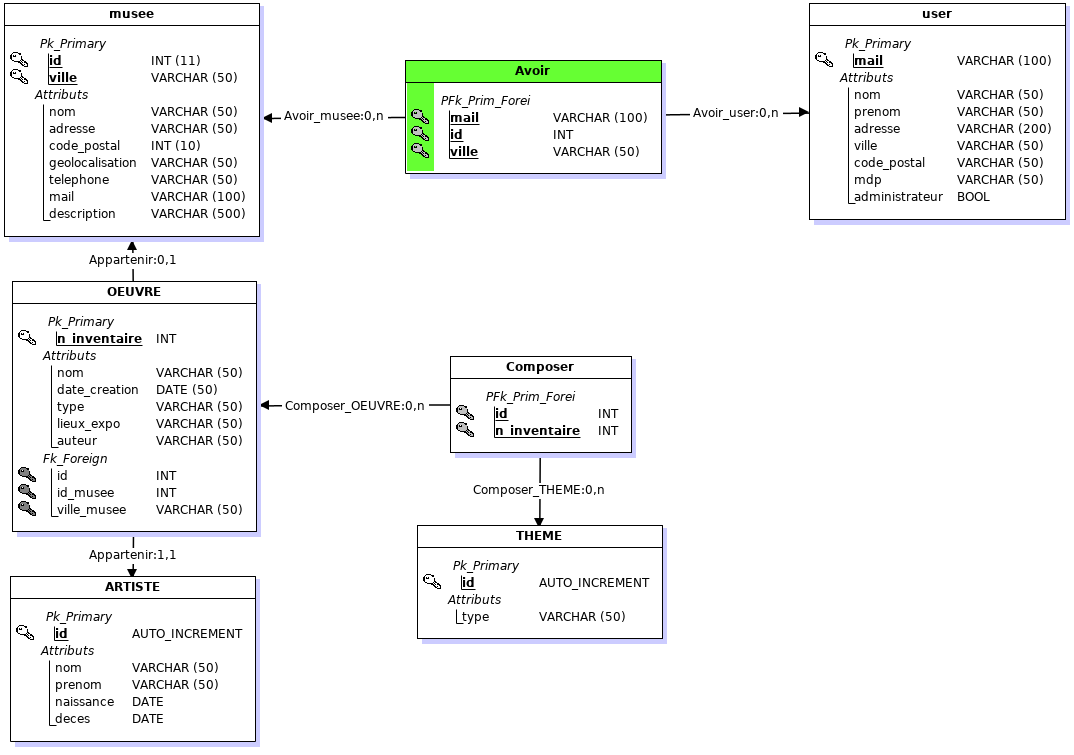 musee
Pk_Primary
id INT (11)
ville VARCHAR (50)
Attributs
nom VARCHAR (50)
adresse VARCHAR (50)
code_postal INT (10)
geolocalisation VARCHAR (50)
telephone VARCHAR (50)
mail VARCHAR (100)
description VARCHAR (500)
Avoir_musee:0,n
Avoir
PFk_Prim_Forei
mail VARCHAR (100)
id INT
ville VARCHAR (50)
Avoir_user:0,n
user
Pk_Primary
mail VARCHAR (100)
Attributs
nom VARCHAR (50)
prenom VARCHAR (50)
adresse VARCHAR (200)
ville VARCHAR (50)
code_postal VARCHAR (50)
mdp VARCHAR (50)
administrateur BOOL
Appartenir:0,1
OEUVRE
Pk_Primary
n_inventaire INT
Attributs
nom VARCHAR (50)
date_creation DATE (50)
type VARCHAR (50)
lieux_expo VARCHAR (50)
auteur VARCHAR (50)
Fk_Foreign
id INT
id_musee INT
ville_musee VARCHAR (50)
Composer_OEUVRE:0,n
Composer
PFk_Prim_Forei
id INT
n_inventaire INT
Composer_THEME:0,n
THEME
Pk_Primary
id AUTO_INCREMENT
Attributs
type VARCHAR (50)
Appartenir:1,1
ARTISTE
Pk_Primary
id AUTO_INCREMENT
Attributs
nom VARCHAR (50)
prenom VARCHAR (50)
naissance DATE
deces DATE